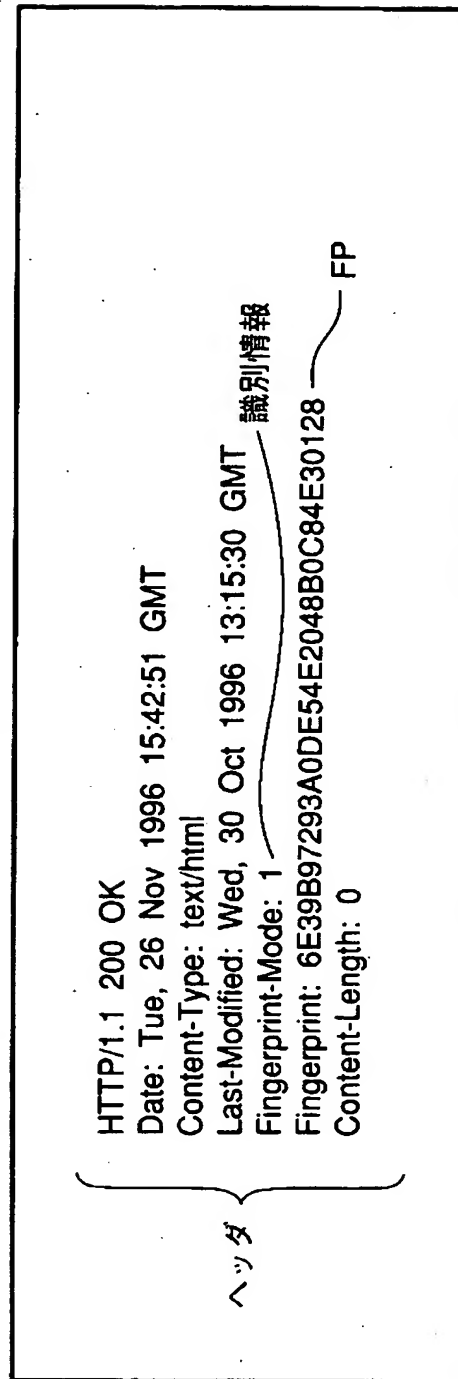 ヘッダ
HTTP/1.1 200 OK
Date: Tue, 26 Nov 1996 15:42:51 GMT
Content-Type: text/html
Last-Modified: Wed, 30 Oct 1996 13:15:30 GMT
Fingerprint-Mode: 1 識別情報
Fingerprint: 6E39B97293A0DE54E2048B0C84E30128 FP
Content-Length: 0